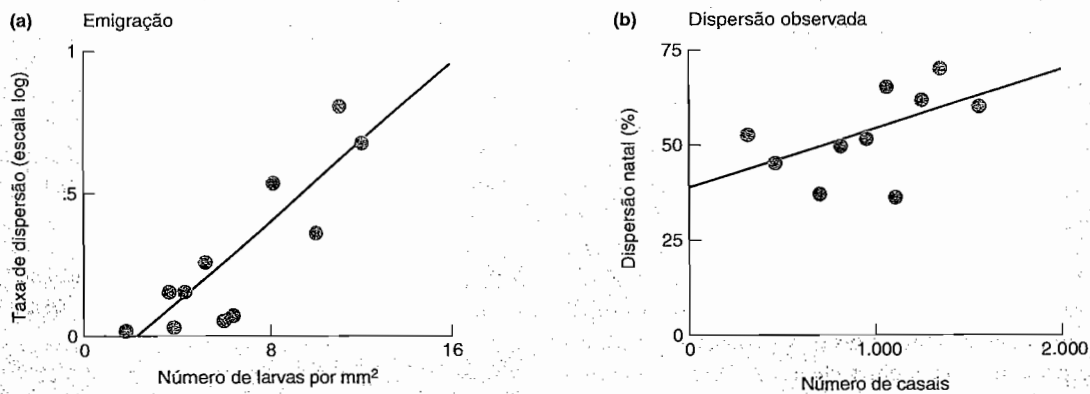 (a) Emigração
1
.5
0
0 8 16
Taxa de dispersão (escala log)
Número de larvas por mm²
(b) Dispersão observada
75
50
25
0
0 1.000 2.000
Dispersão natal (%)
Número de casais